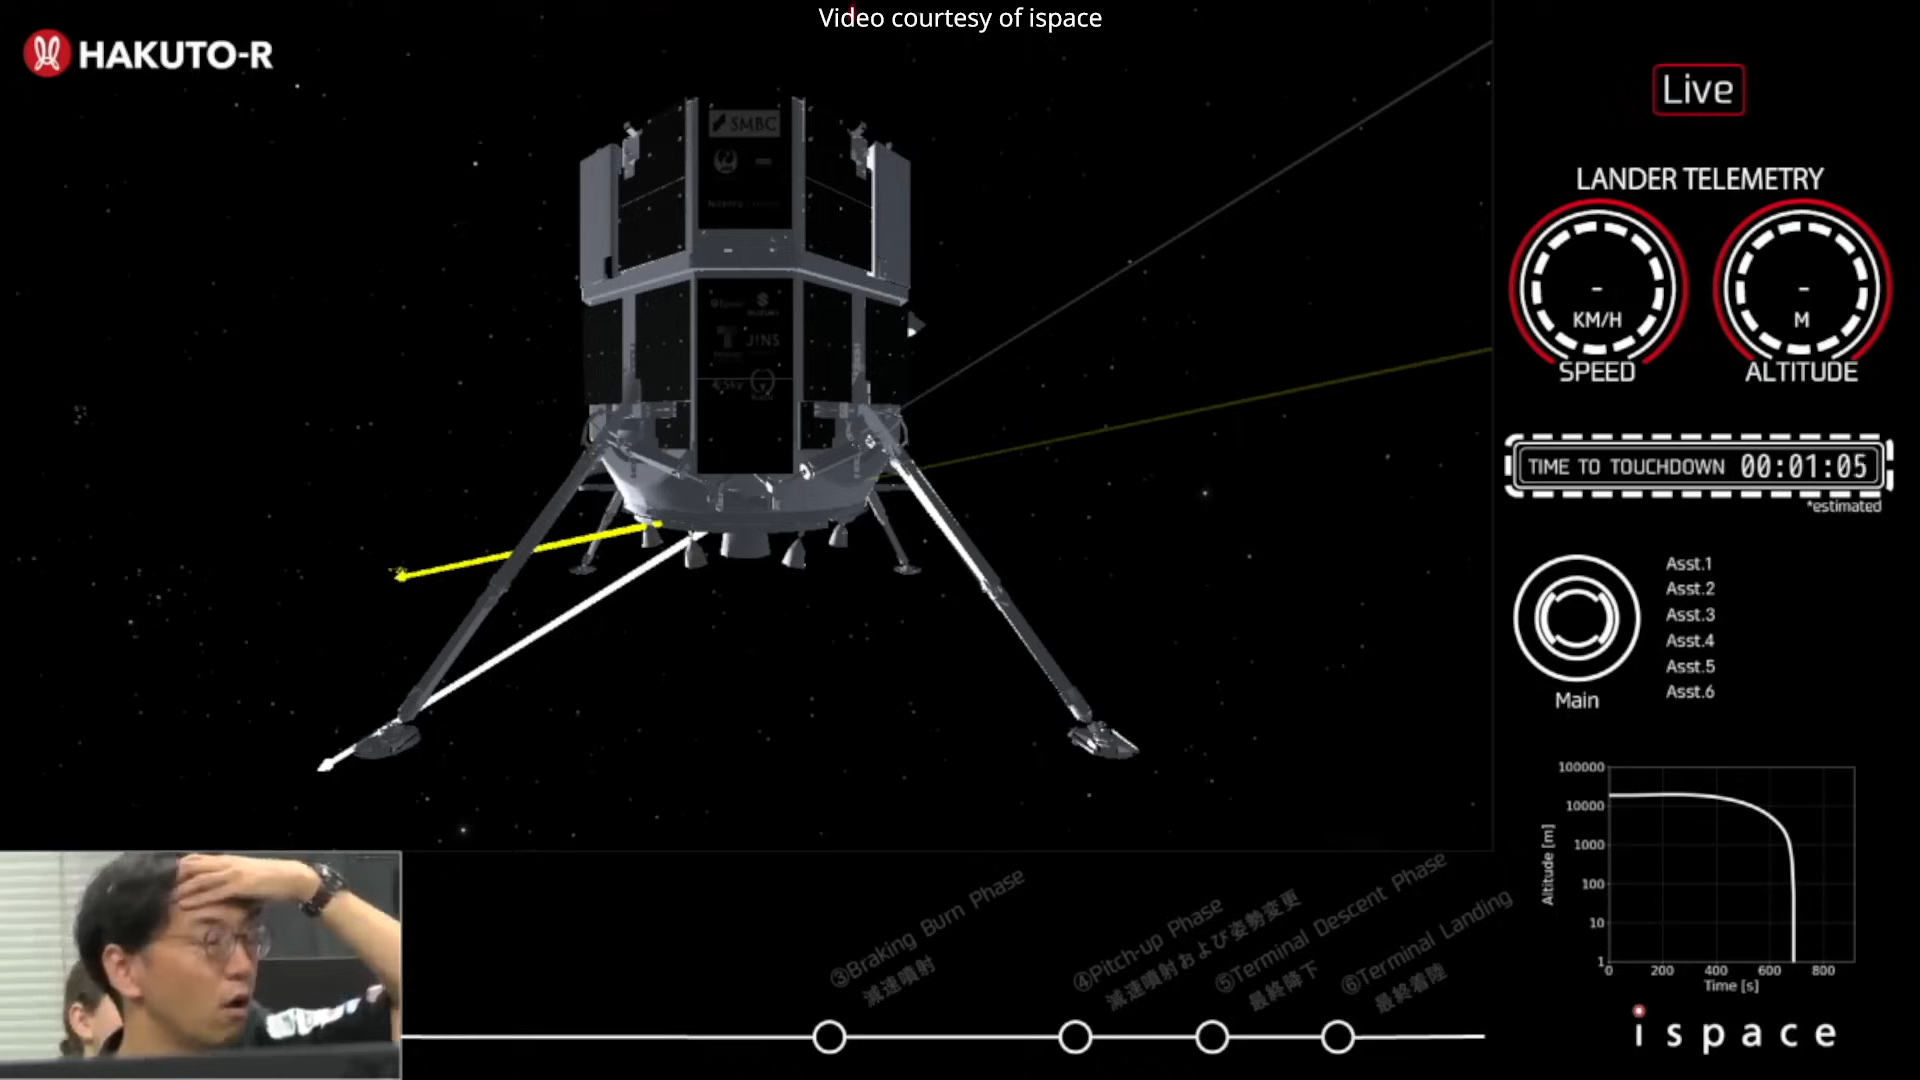 Video courtesy of ispace
HAKUTO-R
Live
LANDER TELEMETRY
-
KM/H
SPEED
-
M
ALTITUDE
TIME TO TOUCHDOWN 00:01:05
*estimated
Asst.1
Asst.2
Asst.3
Asst.4
Asst.5
Asst.6
Main
SMBC
SUZUKI
JINS
Sky
100000
10000
1000
100
10
1
Altitude [m]
0 200 400 600 800
Time [s]
③Braking Burn Phase
減速噴射
④Pitch-up Phase
減速噴射および姿勢変更
⑤Terminal Descent Phase
最終降下
⑥Terminal Landing
最終着陸
ispace